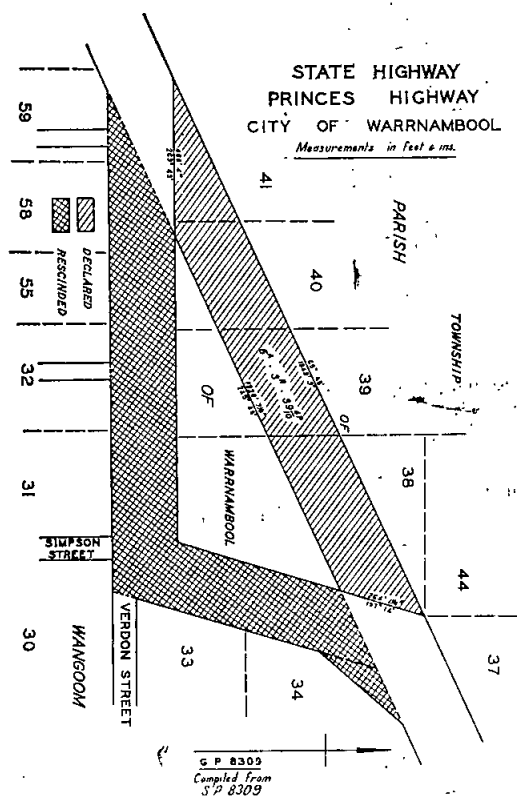 STATE HIGHWAY
PRINCES HIGHWAY
CITY OF WARRNAMBOOL
Measurements in feet & ins.
PARISH
TOWNSHIP
OF
OF
WARRNAMBOOL
WANGOOM
DECLARED
RESCINDED
59
58
55
32
31
30
41
40
39
38
44
37
33
34
SIMPSON
STREET
VERDON STREET
G P 8309
Compiled from
S P 8309